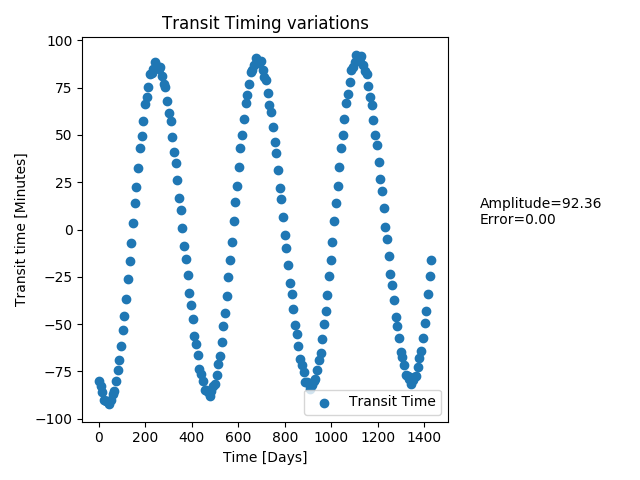 Transit Timing variations
Transit time [Minutes]
100
75
50
25
0
−25
−50
−75
−100
0
200
400
600
800
1000
1200
1400
Time [Days]
Transit Time
Amplitude=92.36
Error=0.00